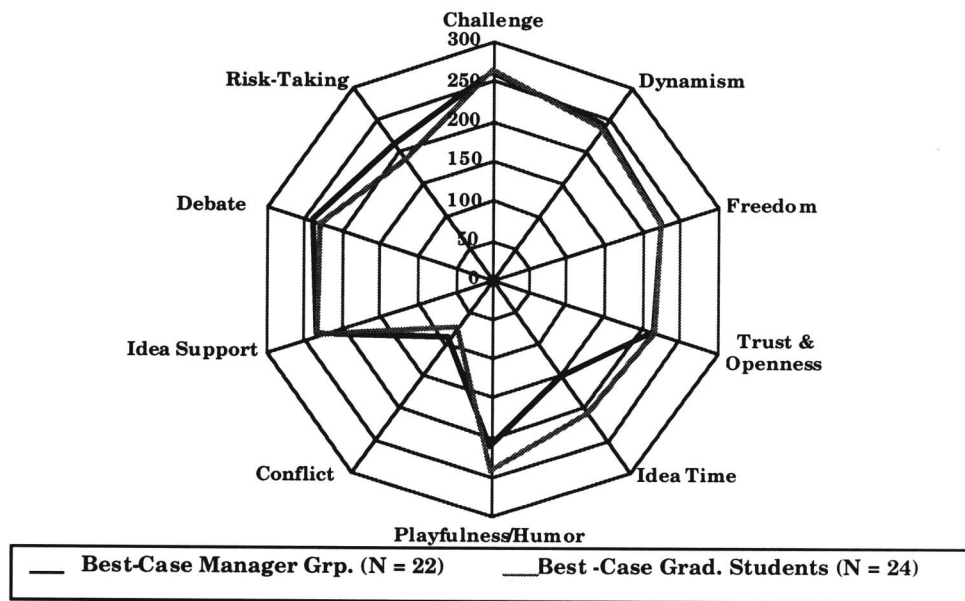 Challenge
300
Risk-Taking
250
Dynamism
200
150
Debate
100
Freedom
50
0
Idea Support
Trust &
Openness
Conflict
Idea Time
Playfulness/Humor
Best-Case Manager Grp. (N = 22) Best -Case Grad. Students (N = 24)